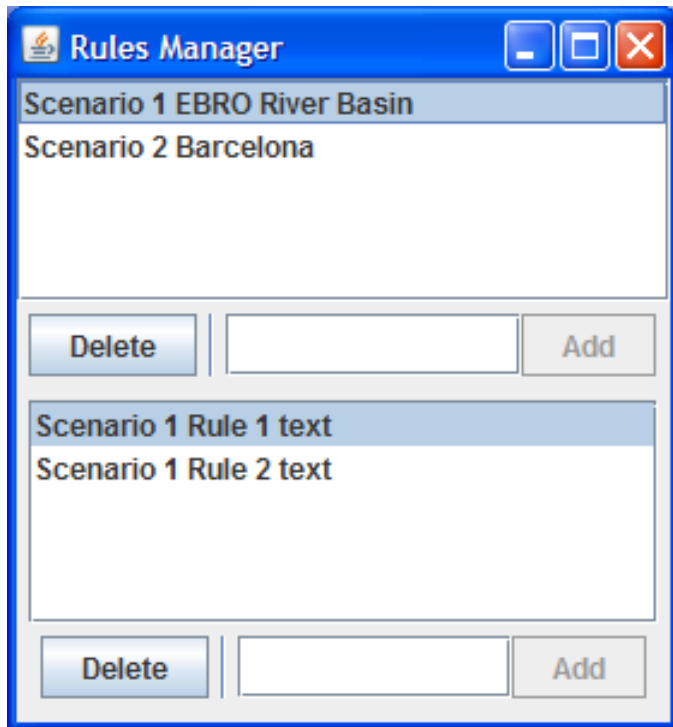 Rules Manager
Scenario 1 EBRO River Basin
Scenario 2 Barcelona
Delete Add
Scenario 1 Rule 1 text
Scenario 1 Rule 2 text
Delete Add